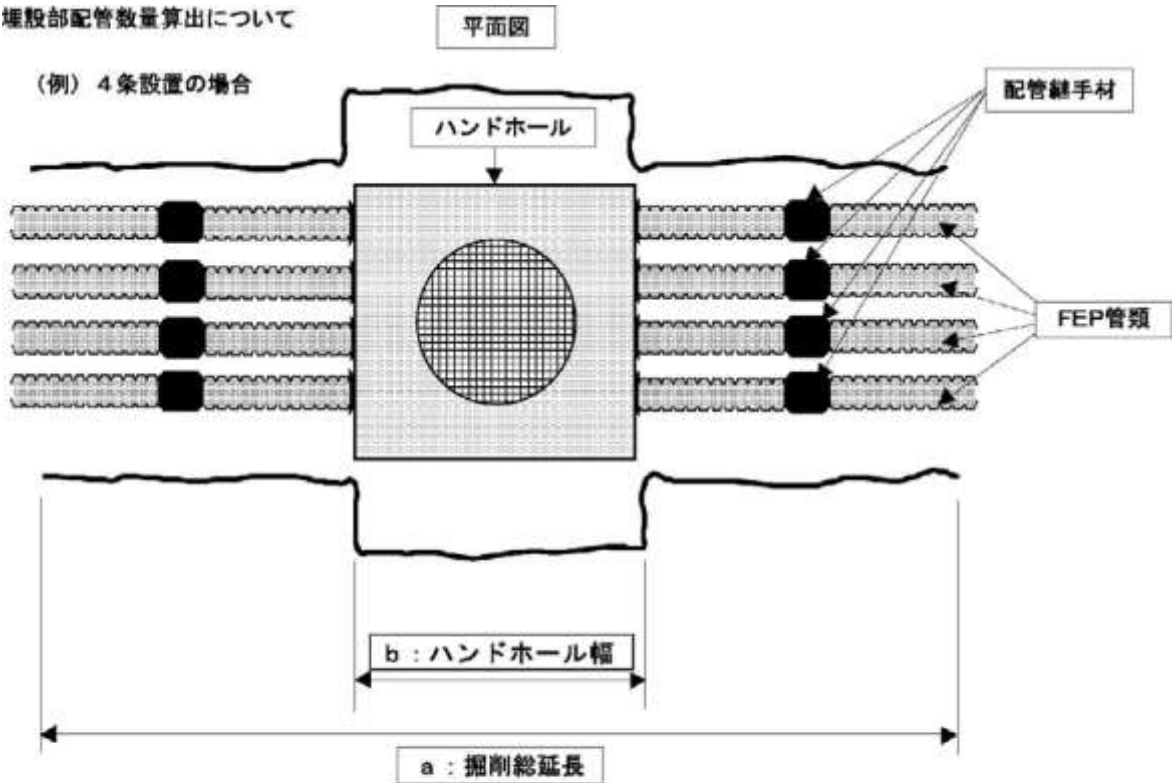 埋設部配管数量算出について
平面図
(例) 4条設置の場合
配管継手材
ハンドホール
FEP管類
b:ハンドホール幅
a:掘削総延長